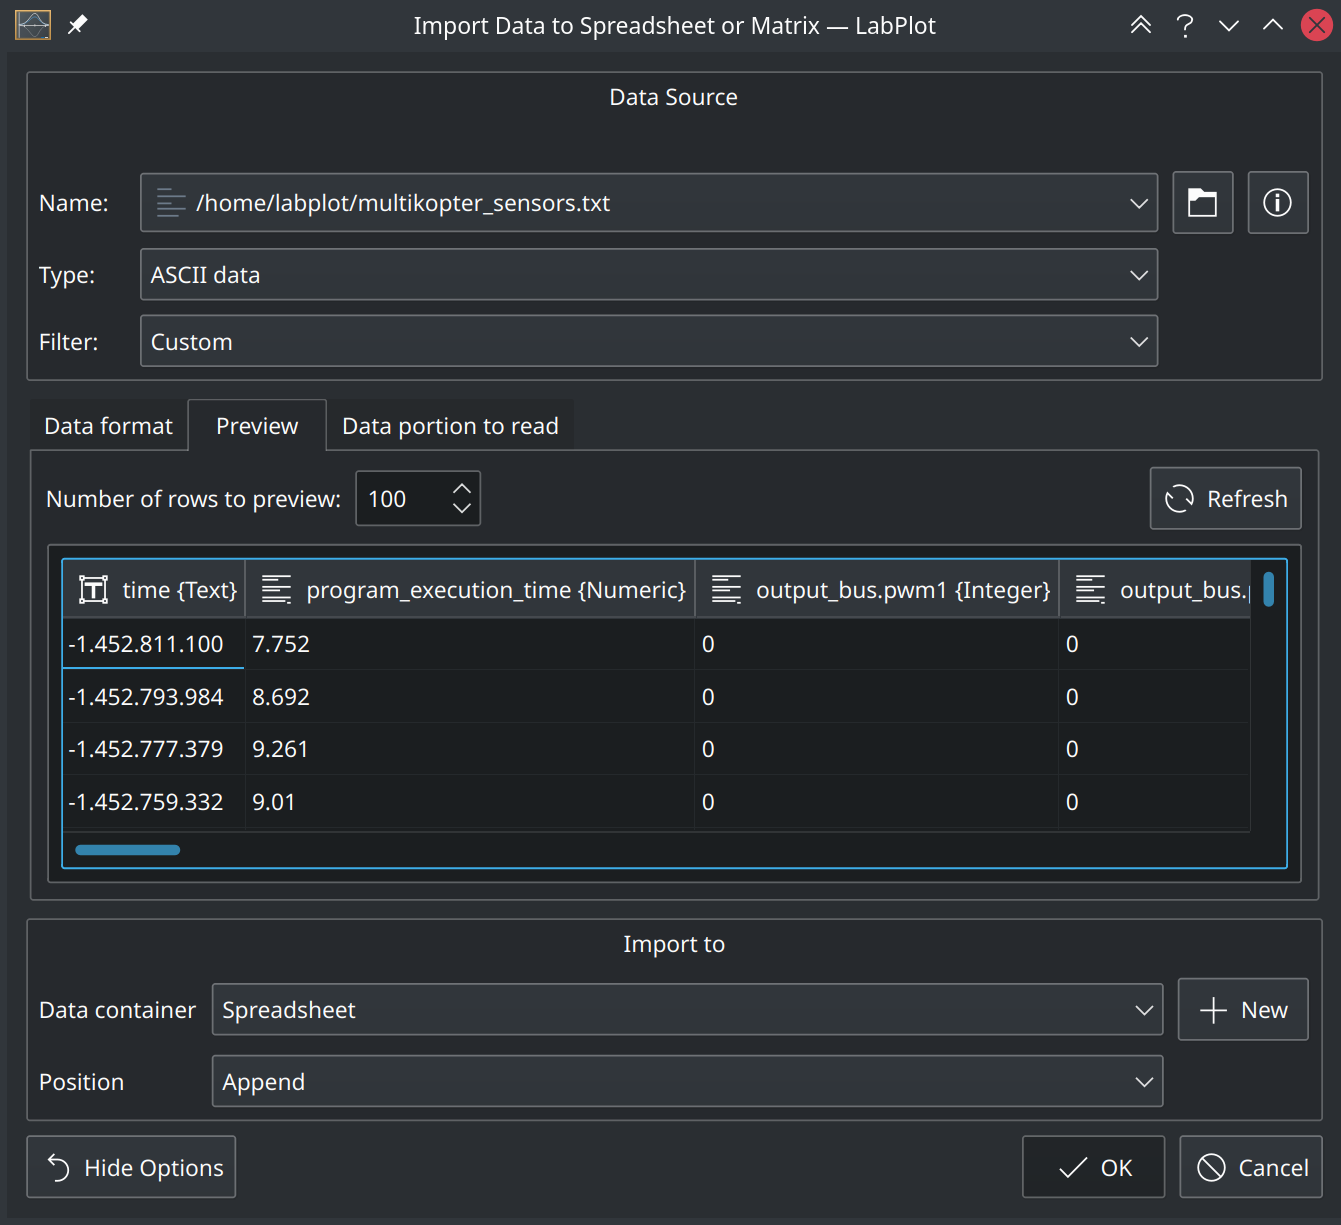 Import Data to Spreadsheet or Matrix — LabPlot
Data Source
Name: /home/labplot/multikopter_sensors.txt
Type: ASCII data
Filter: Custom
Data format Preview Data portion to read
Number of rows to preview: 100 Refresh
time {Text} program_execution_time {Numeric} output_bus.pwm1 {Integer} output_bus.
-1.452.811.100 7.752 0 0
-1.452.793.984 8.692 0 0
-1.452.777.379 9.261 0 0
-1.452.759.332 9.01 0 0
Import to
Data container Spreadsheet New
Position Append
Hide Options OK Cancel